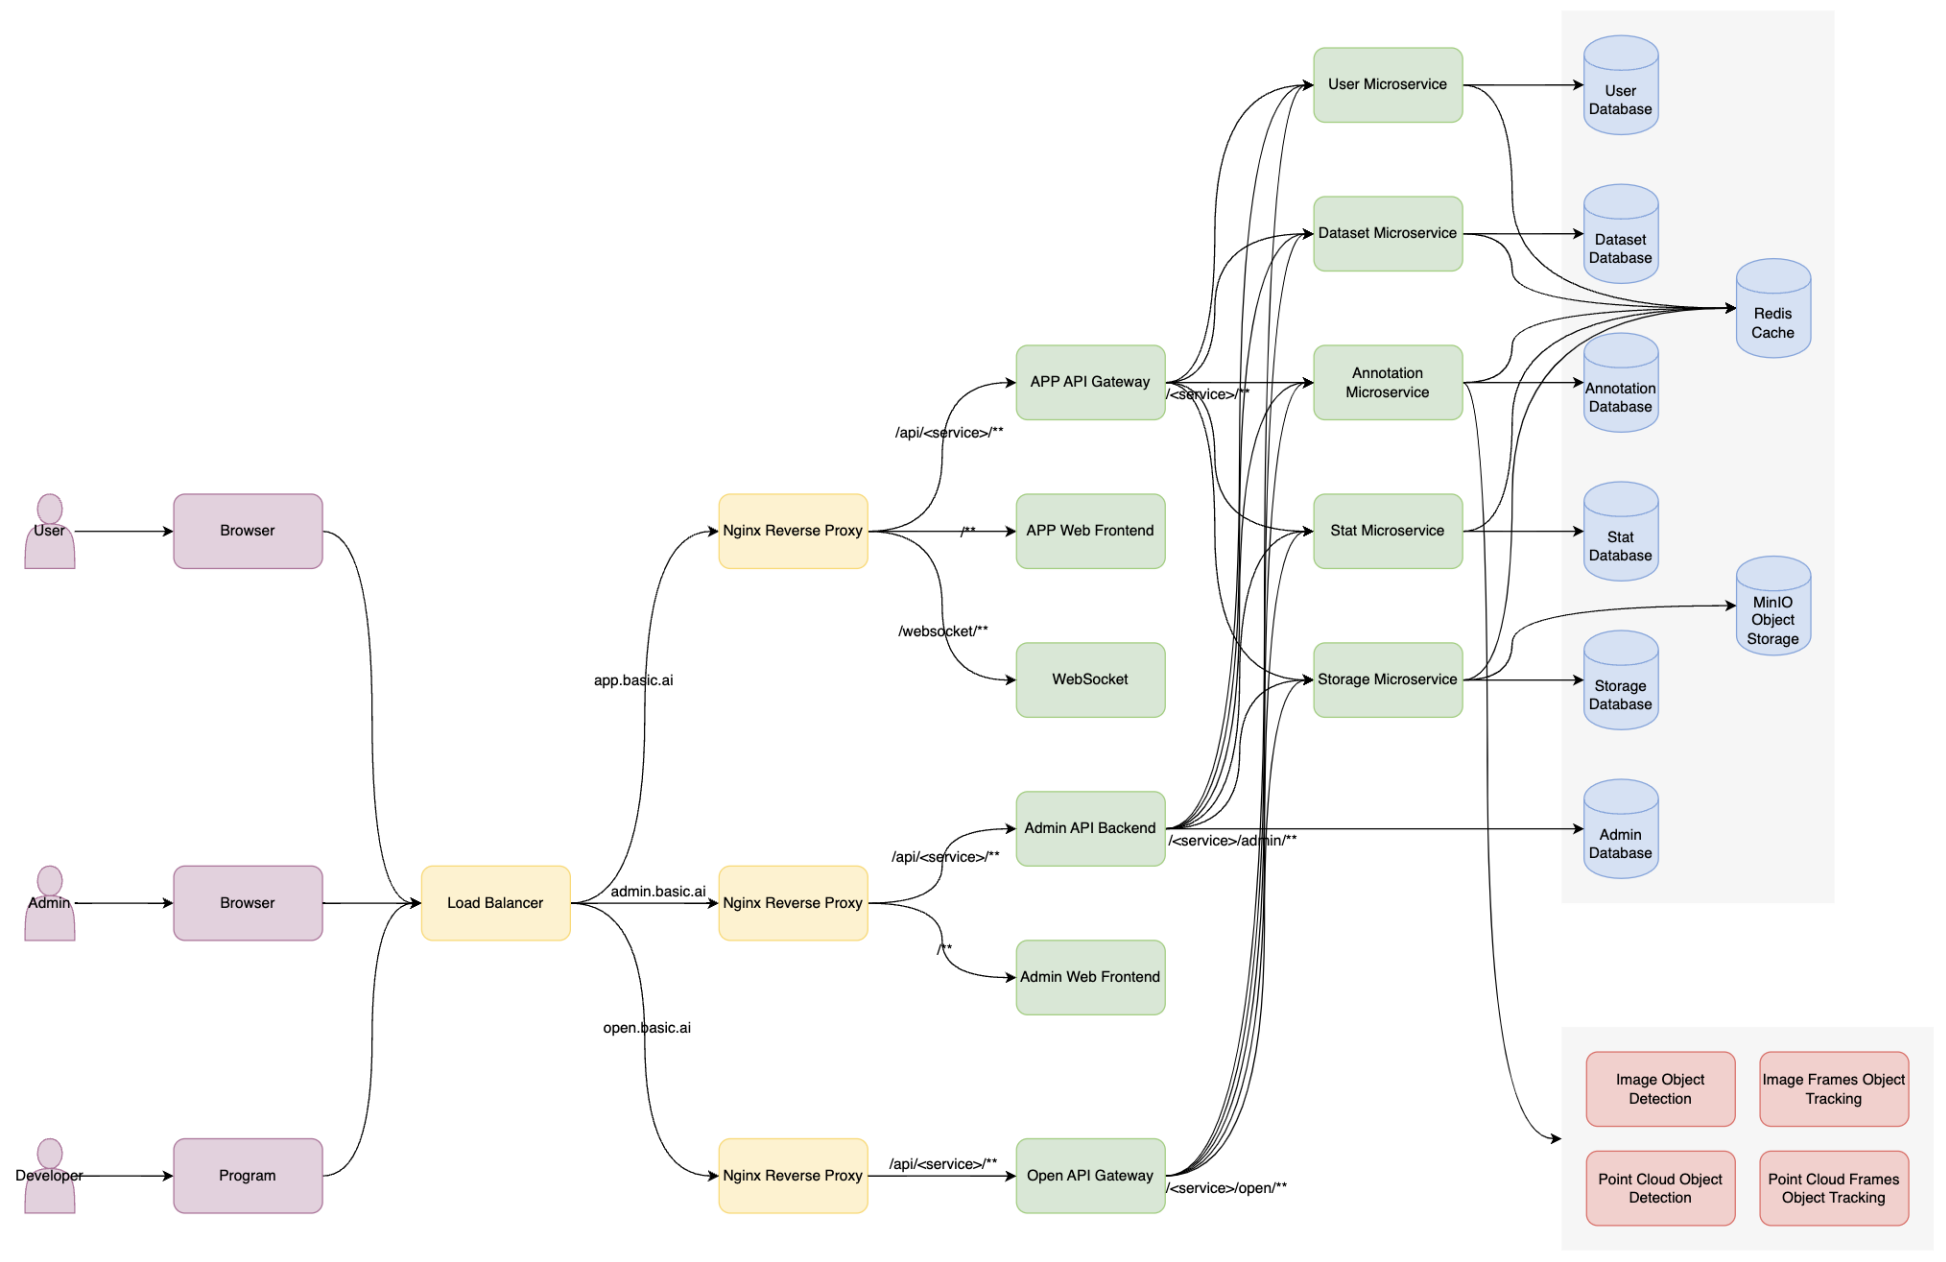 User
Browser
Admin
Browser
Developer
Program
Load Balancer
app.basic.ai
admin.basic.ai
open.basic.ai
Nginx Reverse Proxy
Nginx Reverse Proxy
Nginx Reverse Proxy
/api/<service>/**
/**
/websocket/**
/api/<service>/**
/**
/api/<service>/**
APP API Gateway
APP Web Frontend
WebSocket
Admin API Backend
Admin Web Frontend
Open API Gateway
/<service>/**
/<service>/admin/**
/<service>/open/**
User Microservice
Dataset Microservice
Annotation
Microservice
Stat Microservice
Storage Microservice
User
Database
Dataset
Database
Annotation
Database
Stat
Database
Storage
Database
Admin
Database
Redis
Cache
MinIO
Object
Storage
Image Object
Detection
Image Frames Object
Tracking
Point Cloud Object
Detection
Point Cloud Frames
Object Tracking